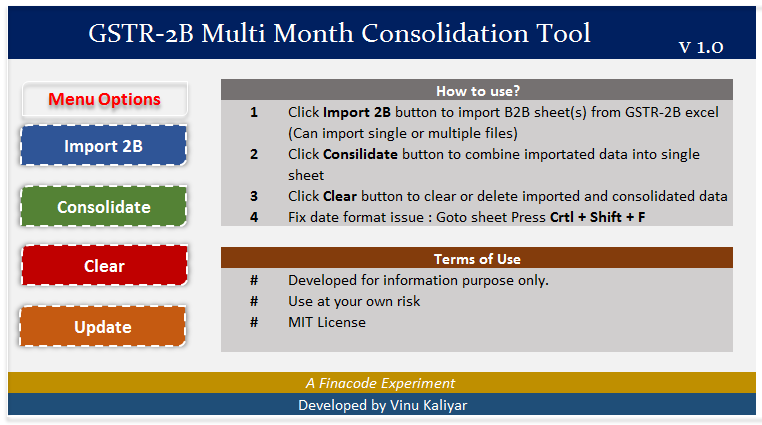 GSTR-2B Multi Month Consolidation Tool
v 1.0
Menu Options
Import 2B
Consolidate
Clear
Update
How to use?
1 Click Import 2B button to import B2B sheet(s) from GSTR-2B excel
(Can import single or multiple files)
2 Click Consilidate button to combine importated data into single
sheet
3 Click Clear button to clear or delete imported and consolidated data
4 Fix date format issue : Goto sheet Press Crtl + Shift + F
Terms of Use
# Developed for information purpose only.
# Use at your own risk
# MIT License
A Finacode Experiment
Developed by Vinu Kaliyar